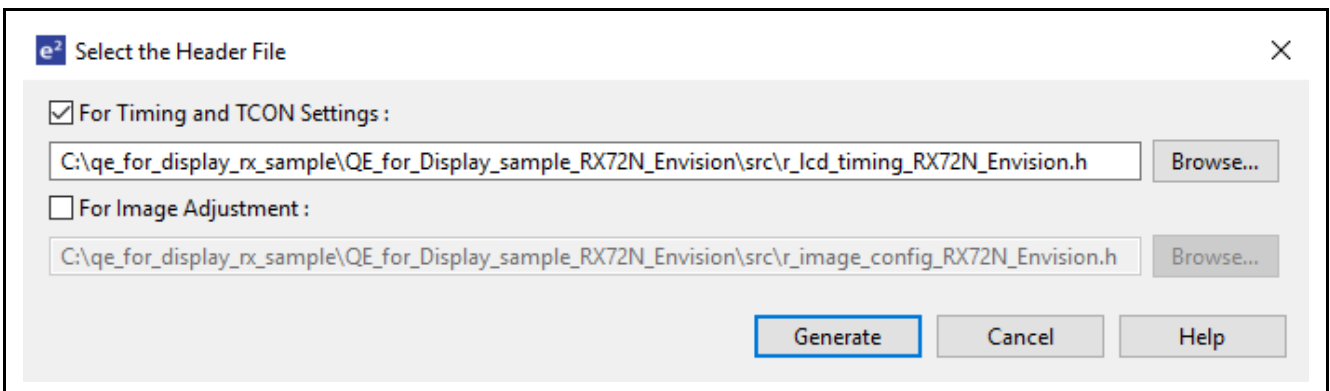 e² Select the Header File
For Timing and TCON Settings :
C:\qe_for_display_rx_sample\QE_for_Display_sample_RX72N_Envision\src\r_lcd_timing_RX72N_Envision.h Browse...
For Image Adjustment :
C:\qe_for_display_rx_sample\QE_for_Display_sample_RX72N_Envision\src\r_image_config_RX72N_Envision.h Browse...
Generate Cancel Help